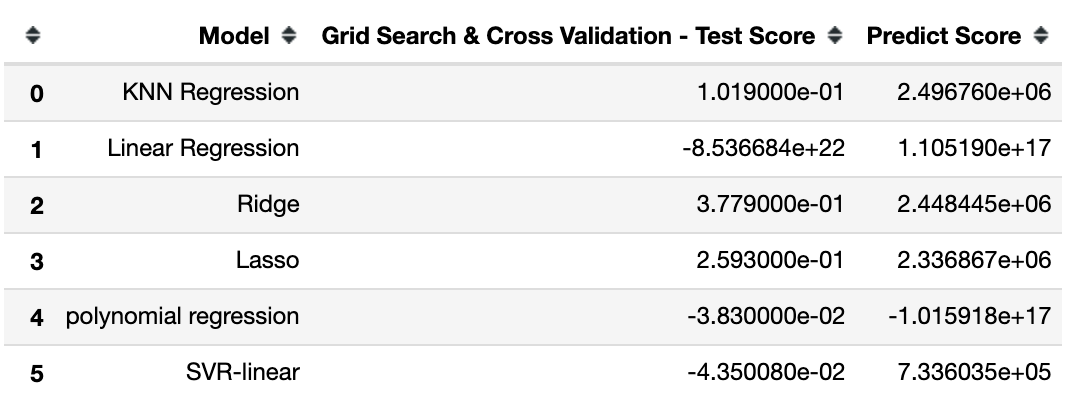 Model Grid Search & Cross Validation - Test Score Predict Score
0 KNN Regression 1.019000e-01 2.496760e+06
1 Linear Regression -8.536684e+22 1.105190e+17
2 Ridge 3.779000e-01 2.448445e+06
3 Lasso 2.593000e-01 2.336867e+06
4 polynomial regression -3.830000e-02 -1.015918e+17
5 SVR-linear -4.350080e-02 7.336035e+05